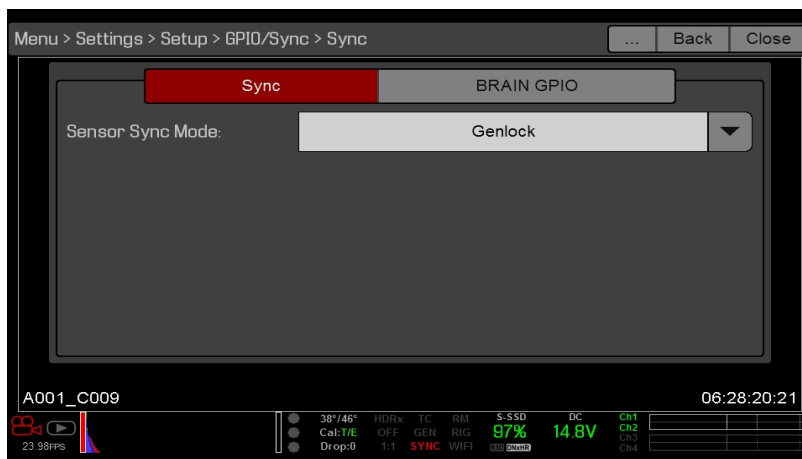 Menu > Settings > Setup > GPIO/Sync > Sync ... Back Close
Sync BRAIN GPIO
Sensor Sync Mode: Genlock
A001_C009 06:28:20:21
38°/46° HDRx TC RM S-SSD DC Ch1
Cal:T/E OFF GEN RIG 97% 14.8V Ch2
Drop:0 1:1 SYNC WIFI DNxHR Ch3
23.98FPS Ch4